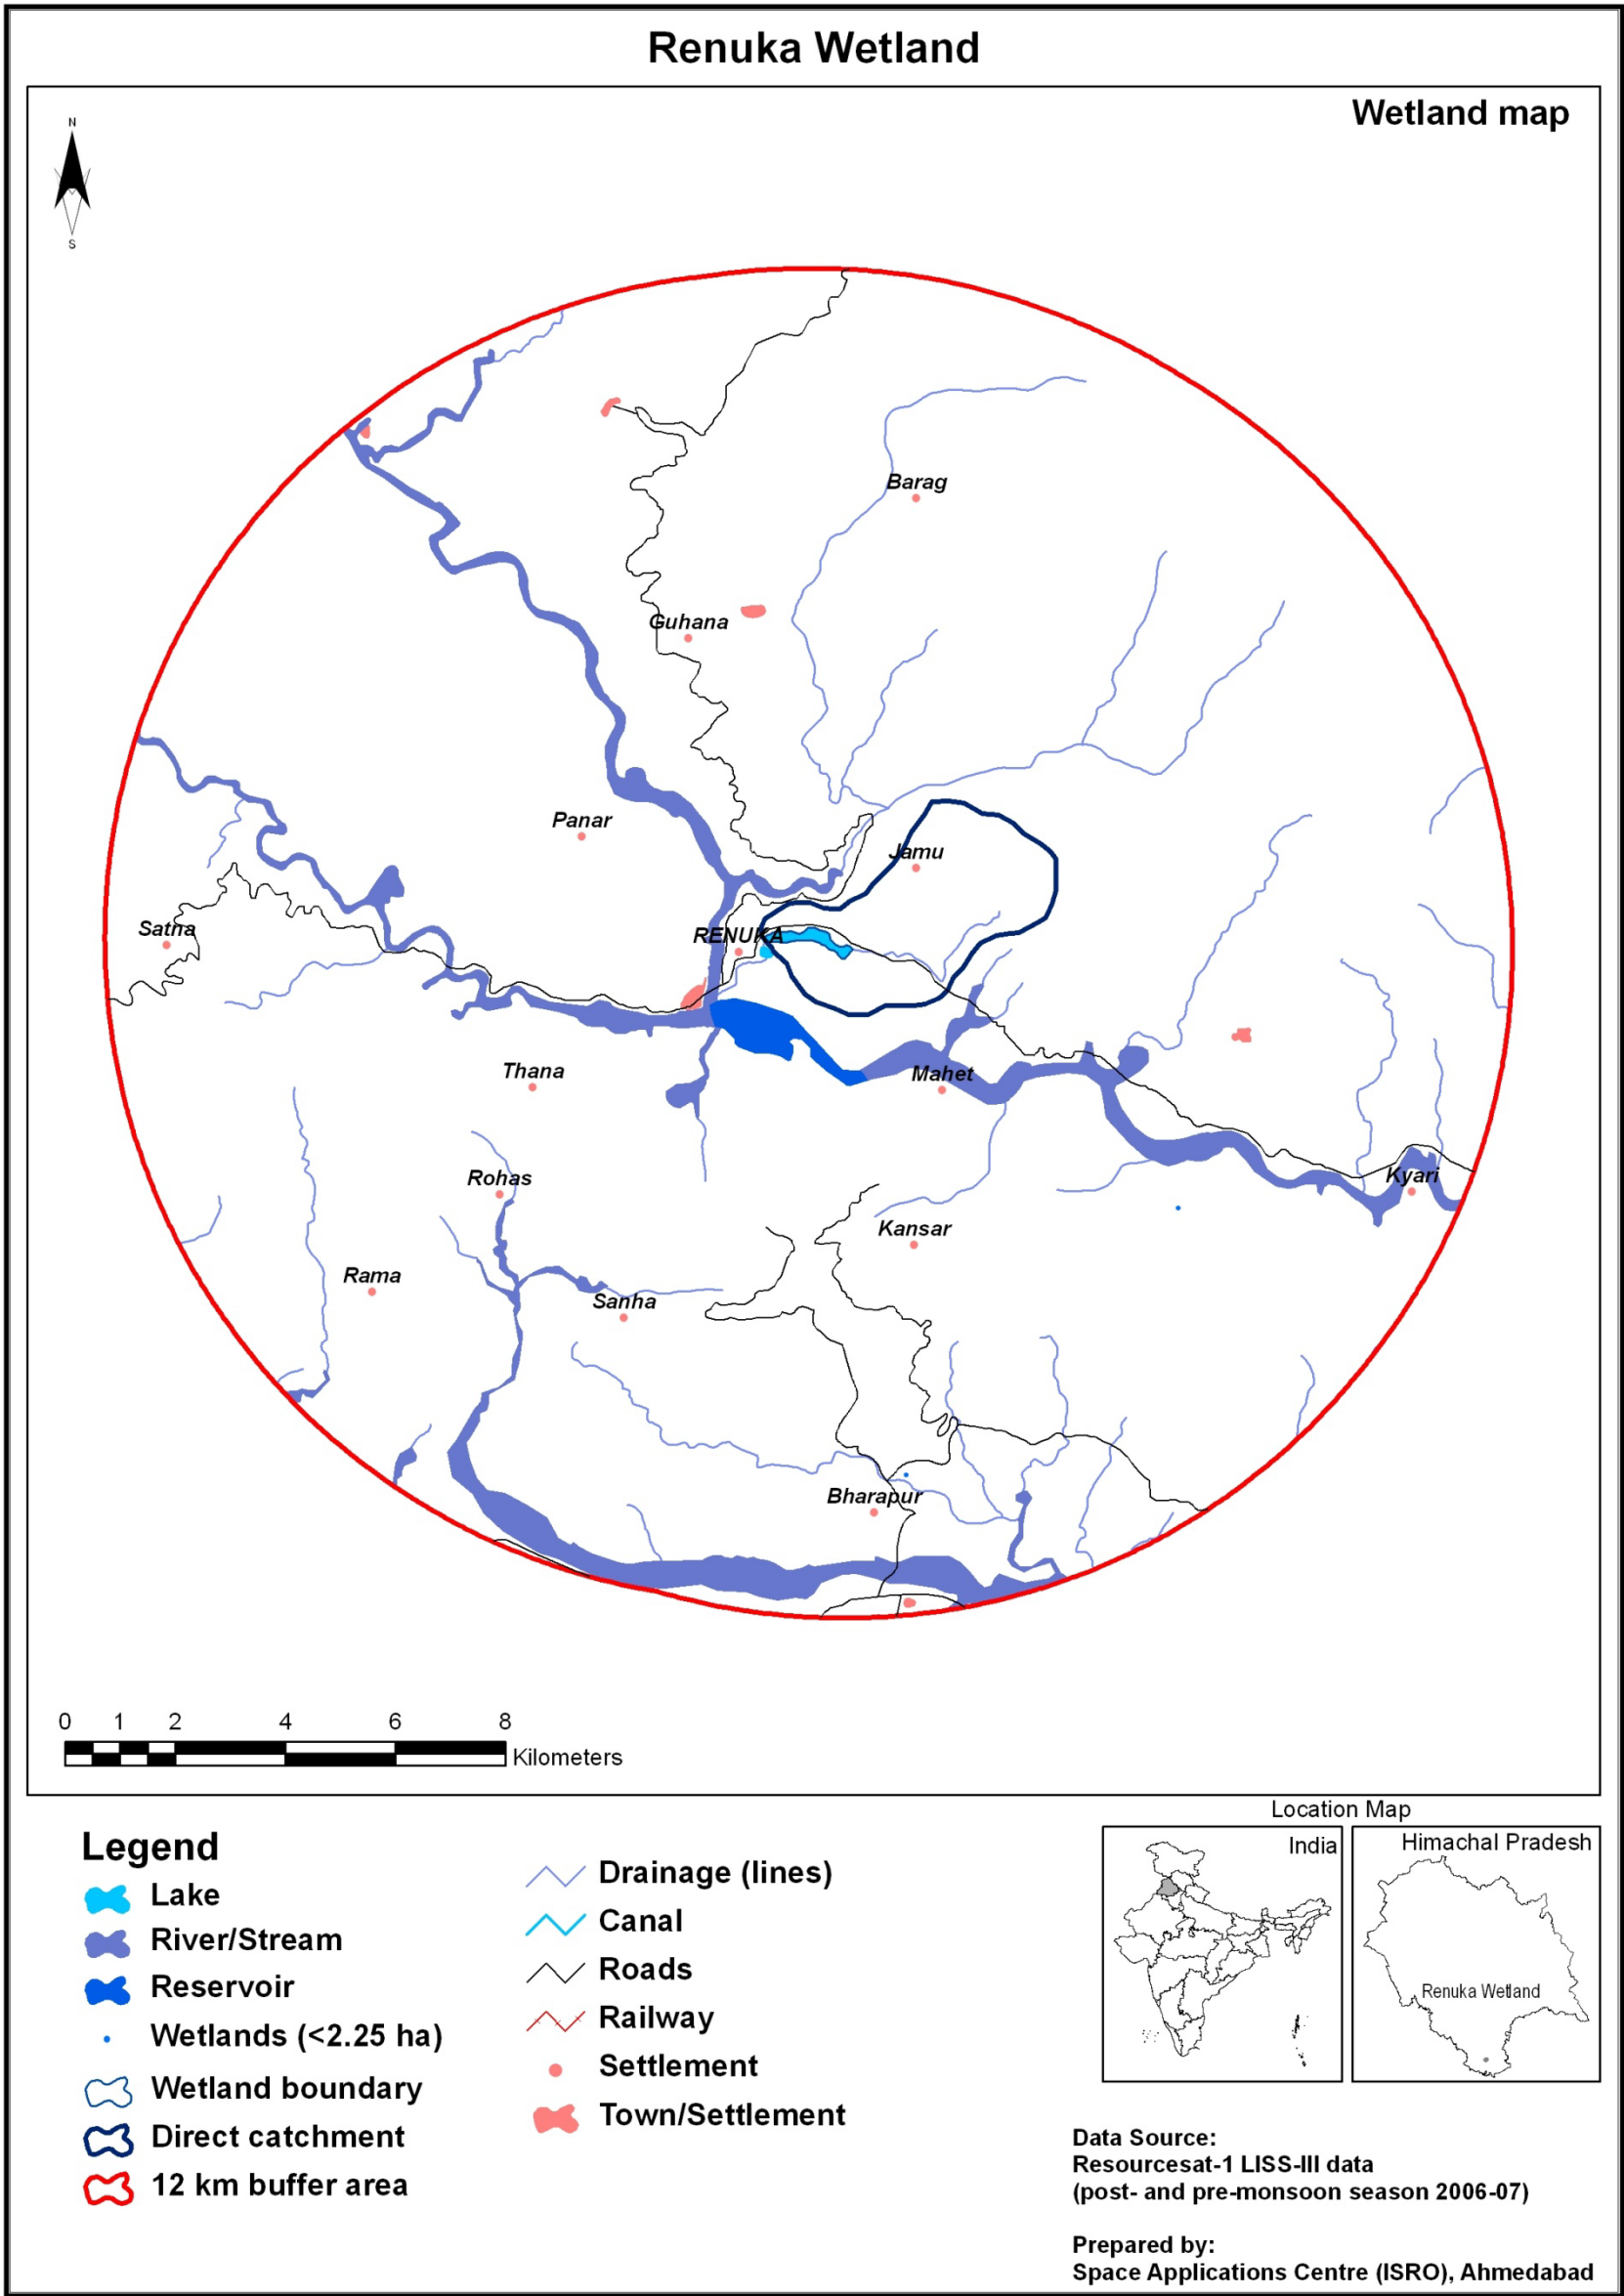 Renuka Wetland
Wetland map
N
S
Barag
Guhana
Panar
Jamu
Satna
RENUKA
Thana
Mahet
Rohas
Kyari
Kansar
Rama
Sanha
Bharapur
0 1 2 4 6 8
Kilometers
Legend
Lake
River/Stream
Reservoir
Wetlands (<2.25 ha)
Wetland boundary
Direct catchment
12 km buffer area
Drainage (lines)
Canal
Roads
Railway
Settlement
Town/Settlement
Location Map
India
Himachal Pradesh
Renuka Wetland
Data Source:
Resourcesat-1 LISS-III data
(post- and pre-monsoon season 2006-07)
Prepared by:
Space Applications Centre (ISRO), Ahmedabad